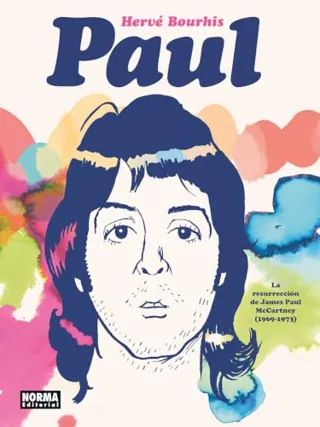 Hervé Bourhis
Paul
La
resurrección
de James Paul
McCartney
(1969-1973)
NORMA
Editorial